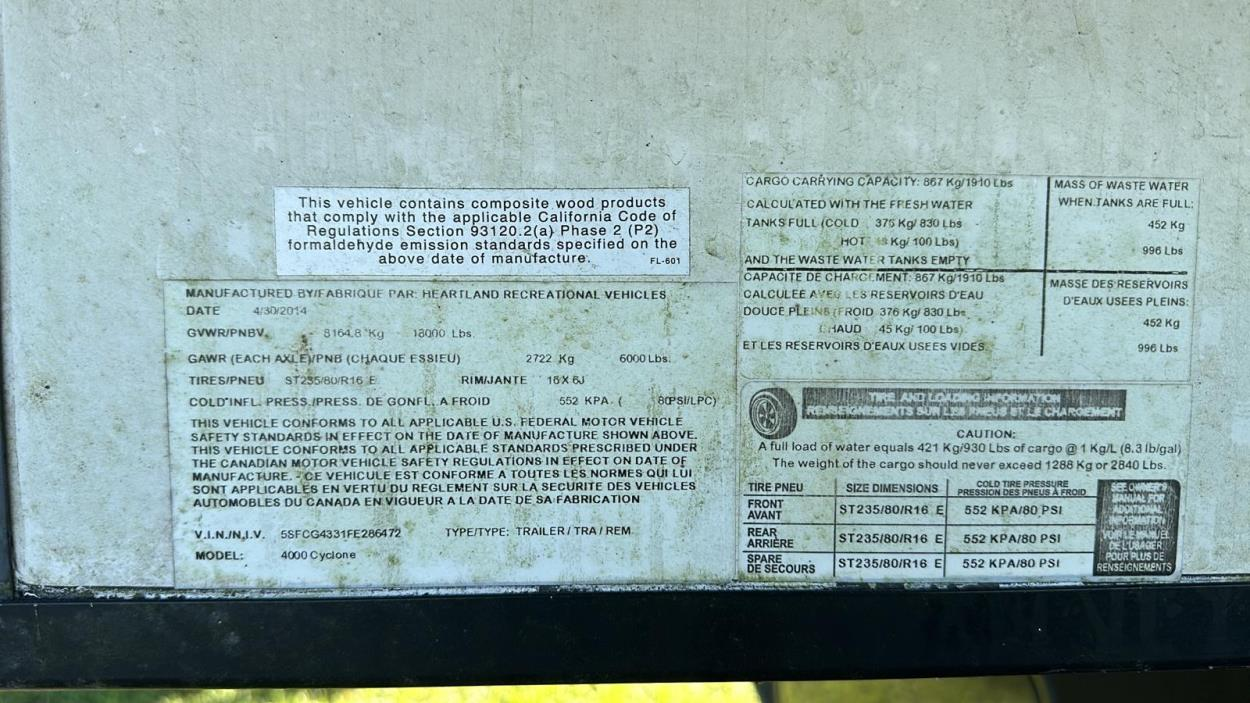 This vehicle contains composite wood products
that comply with the applicable California Code of
Regulations Section 93120.2(a) Phase 2 (P2)
formaldehyde emission standards specified on the
above date of manufacture.
FL-601
MANUFACTURED BY/FABRIQUE PAR: HEARTLAND RECREATIONAL VEHICLES
DATE 4/30/2014
GVWR/PNBV. 8164.8 Kg 18000 Lbs.
GAWR (EACH AXLE)/PNB (CHAQUE ESSIEU) 2722 Kg 6000 Lbs.
TIRES/PNEU ST235/80/R16 E RIM/JANTE 16 X 6J
COLD INFL. PRESS./PRESS. DE GONFL. A FROID 552 KPA ( 80PSI/LPC)
THIS VEHICLE CONFORMS TO ALL APPLICABLE U.S. FEDERAL MOTOR VEHICLE
SAFETY STANDARDS IN EFFECT ON THE DATE OF MANUFACTURE SHOWN ABOVE.
THIS VEHICLE CONFORMS TO ALL APPLICABLE STANDARDS PRESCRIBED UNDER
THE CANADIAN MOTOR VEHICLE SAFETY REGULATIONS IN EFFECT ON DATE OF
MANUFACTURE. - CE VEHICULE EST CONFORME A TOUTES LES NORMES QUI LUI
SONT APPLICABLES EN VERTU DU REGLEMENT SUR LA SECURITE DES VEHICLES
AUTOMOBILES DU CANADA EN VIGUEUR A LA DATE DE SA FABRICATION
V.I.N./N.I.V. 5SFCG4331FE286472 TYPE/TYPE: TRAILER / TRA / REM.
MODEL: 4000 Cyclone
CARGO CARRYING CAPACITY: 867 Kg/1910 Lbs
CALCULATED WITH THE FRESH WATER
TANKS FULL (COLD 376 Kg/ 830 Lbs
HOT Kg/ 100 Lbs)
AND THE WASTE WATER TANKS EMPTY
MASS OF WASTE WATER
WHEN TANKS ARE FULL:
452 Kg
996 Lbs
CAPACITE DE CHARGEMENT: 867 Kg/1910 Lbs
CALCULEE AVEC LES RESERVOIRS D'EAU
DOUCE PLEINS (FROID 376 Kg/ 830 Lbs
CHAUD 45 Kg/ 100 Lbs)
ET LES RESERVOIRS D'EAUX USEES VIDES.
MASSE DES RESERVOIRS
D'EAUX USEES PLEINS:
452 Kg
996 Lbs
TIRE AND LOADING INFORMATION
RENSEIGNEMENTS SUR LES PNEUS ET LE CHARGEMENT
CAUTION:
A full load of water equals 421 Kg/930 Lbs of cargo @ 1 Kg/L (8.3 lb/gal)
The weight of the cargo should never exceed 1288 Kg or 2840 Lbs.
TIRE PNEU SIZE DIMENSIONS COLD TIRE PRESSURE
PRESSION DES PNEUS À FROID
FRONT
AVANT ST235/80/R16 E 552 KPA/80 PSI
REAR
ARRIÈRE ST235/80/R16 E 552 KPA/80 PSI
SPARE
DE SECOURS ST235/80/R16 E 552 KPA/80 PSI
SEE OWNER'S
MANUAL FOR
ADDITIONAL
INFORMATION
VOIR LE MANUEL
DE L'USAGER
POUR PLUS DE
RENSEIGNEMENTS